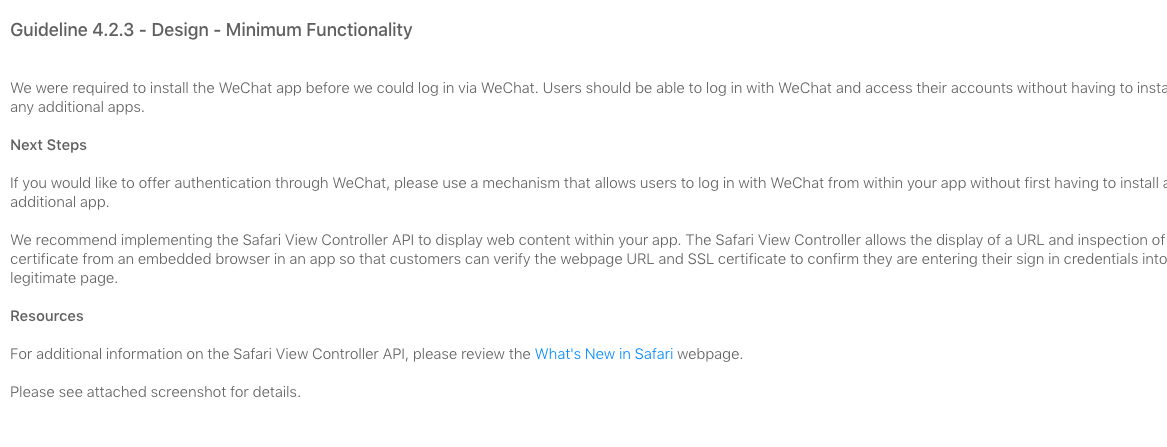 Guideline 4.2.3 - Design - Minimum Functionality
We were required to install the WeChat app before we could log in via WeChat. Users should be able to log in with WeChat and access their accounts without having to insta
any additional apps.
Next Steps
If you would like to offer authentication through WeChat, please use a mechanism that allows users to log in with WeChat from within your app without first having to install a
additional app.
We recommend implementing the Safari View Controller API to display web content within your app. The Safari View Controller allows the display of a URL and inspection of
certificate from an embedded browser in an app so that customers can verify the webpage URL and SSL certificate to confirm they are entering their sign in credentials into
legitimate page.
Resources
For additional information on the Safari View Controller API, please review the What's New in Safari webpage.
Please see attached screenshot for details.